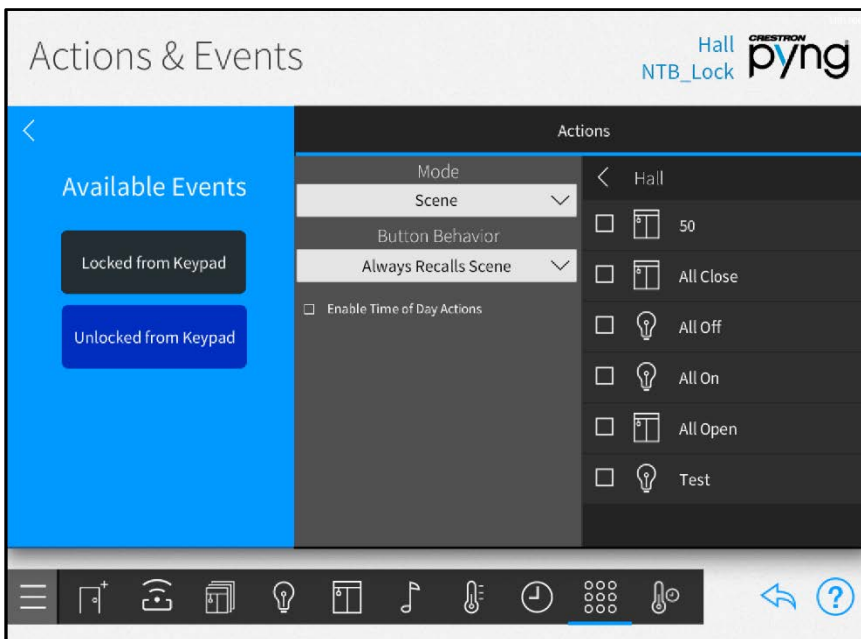 Actions & Events
Hall
NTB_Lock
CRESTRON
pyng
Actions
Available Events
Locked from Keypad
Unlocked from Keypad
Mode
Scene
Button Behavior
Always Recalls Scene
Enable Time of Day Actions
Hall
50
All Close
All Off
All On
All Open
Test
?